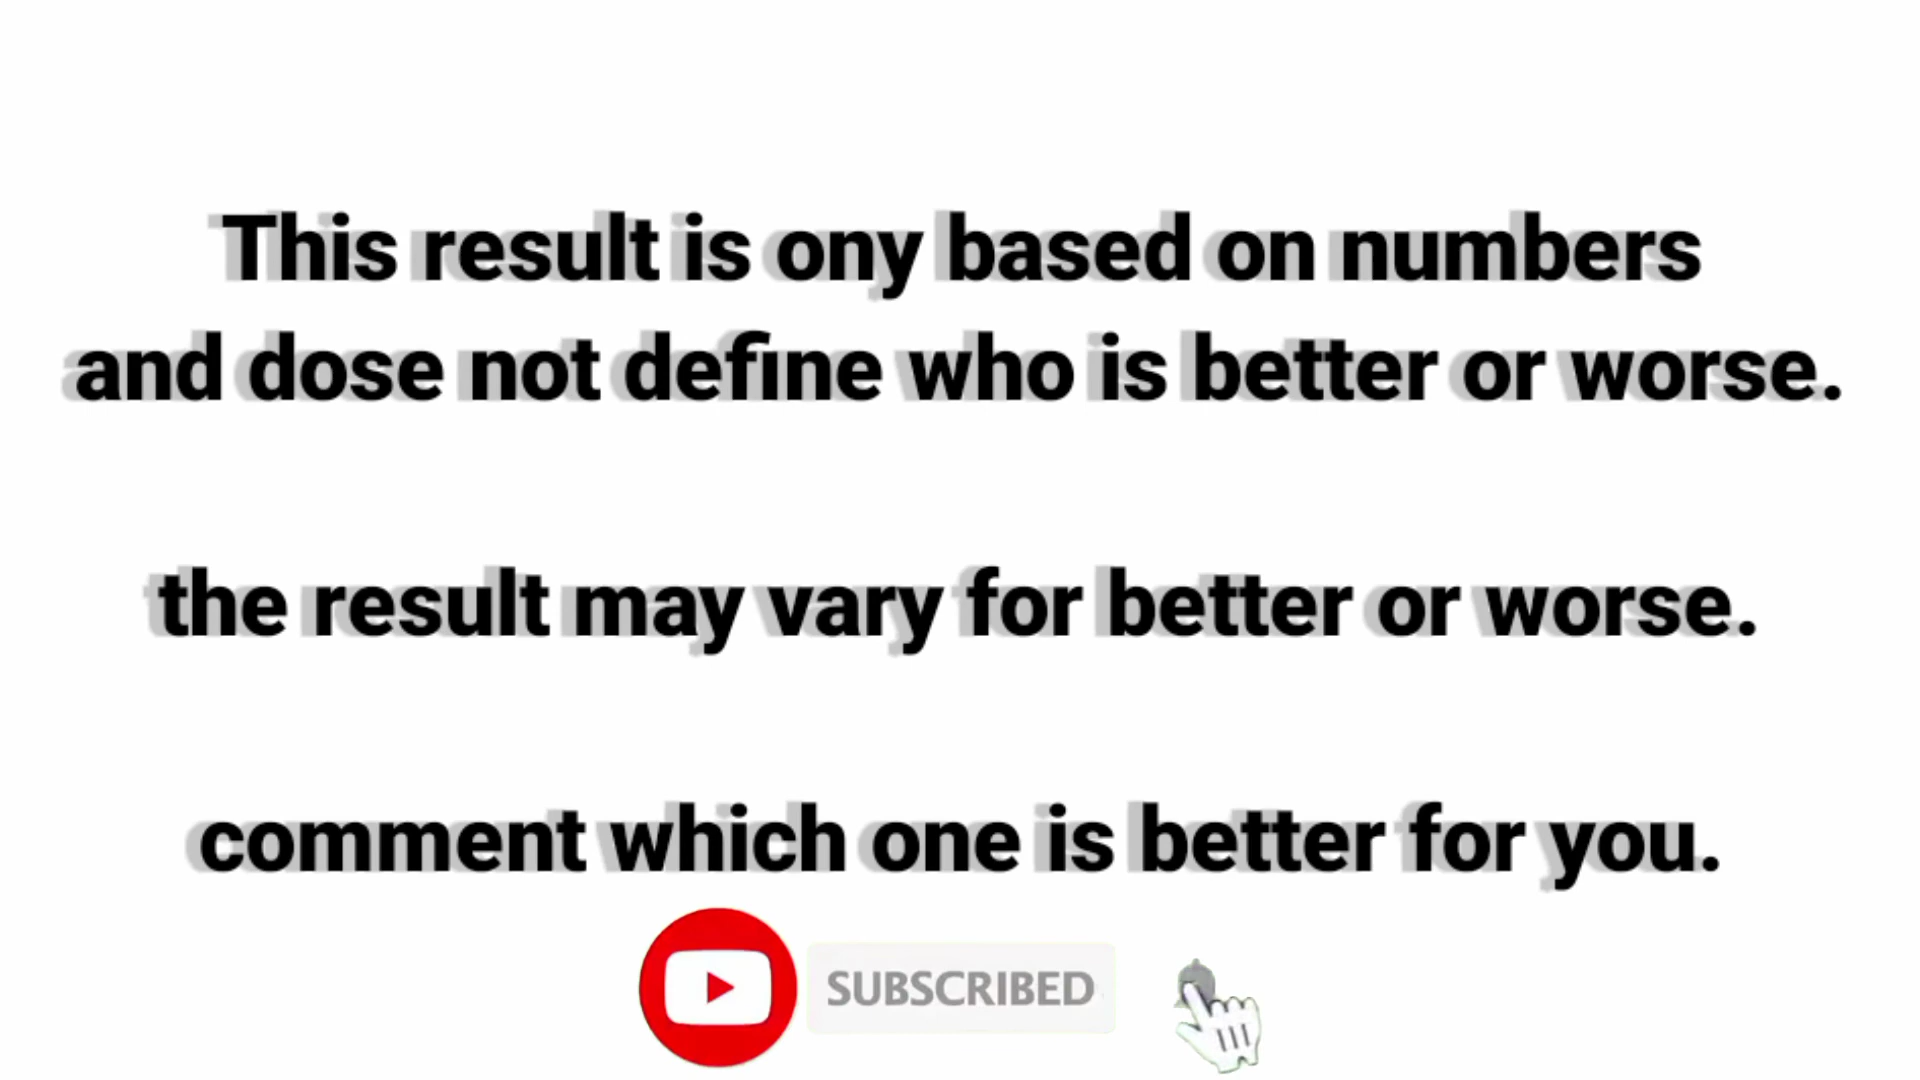 This result is ony based on numbers
and dose not define who is better or worse.
the result may vary for better or worse.
comment which one is better for you.
SUBSCRIBED